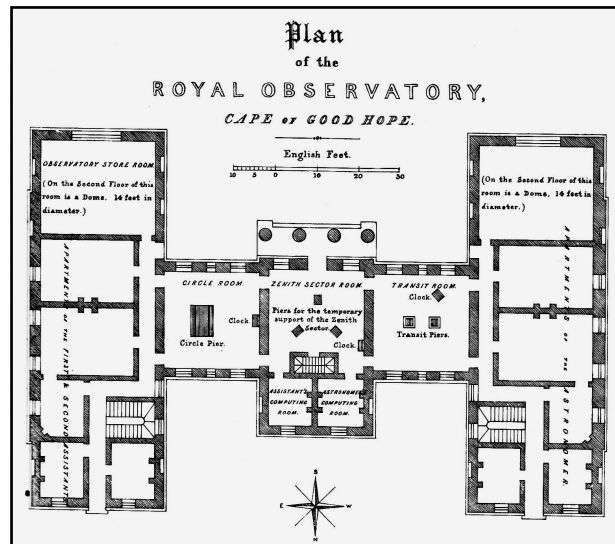 Plan
of the
ROYAL OBSERVATORY,
CAPE OF GOOD HOPE.
English Feet.
10 5 0 10 20 30
OBSERVATORY STORE ROOM.
(On the Second Floor of this
room is a Dome, 14 feet in
diameter.)
(On the Second Floor of this
room is a Dome, 14 feet in
diameter.)
APARTMENTS OF THE FIRST & SECOND ASSISTANT
CIRCLE ROOM.
Clock.
Circle Pier.
ZENITH SECTOR ROOM.
Piers for the temporary
support of the Zenith
Sector.
Clock.
TRANSIT ROOM.
Clock.
Transit Piers.
ASSISTANT'S
COMPUTING
ROOM.
ASTRONOMER'S
COMPUTING
ROOM.
APARTMENTS OF THE ASTRONOMER.
S
E W
N